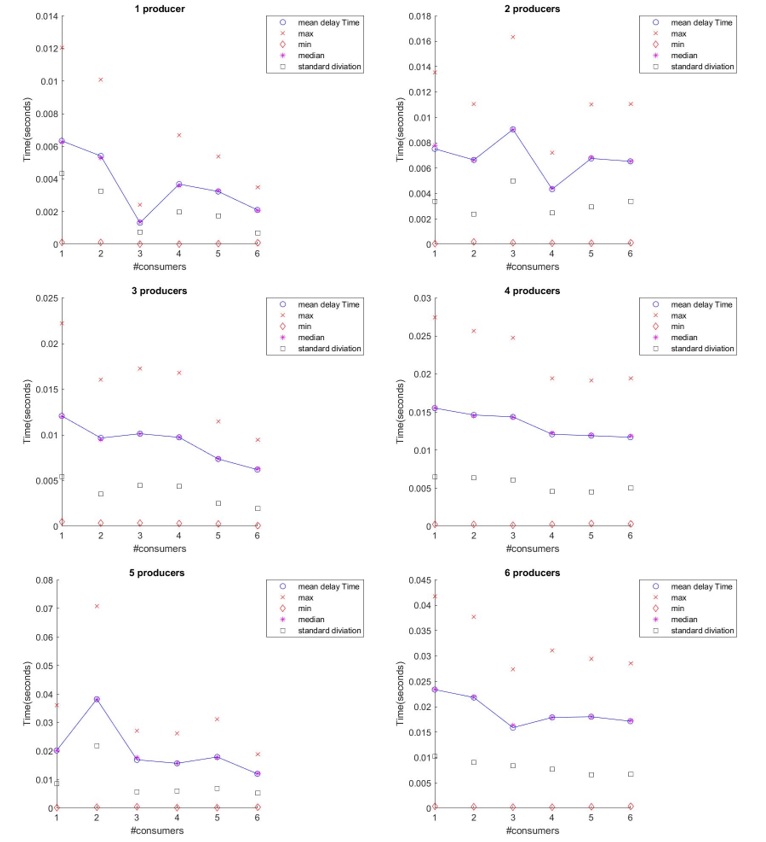 1 producer
0.014
0.012
0.01
0.008
0.006
0.004
0.002
0
Time(seconds)
1 2 3 4 5 6
#consumers
mean delay Time
max
min
median
standard diviation
2 producers
0.018
0.016
0.014
0.012
0.01
0.008
0.006
0.004
0.002
0
Time(seconds)
1 2 3 4 5 6
#consumers
mean delay Time
max
min
median
standard diviation
3 producers
0.025
0.02
0.015
0.01
0.005
0
Time(seconds)
1 2 3 4 5 6
#consumers
mean delay Time
max
min
median
standard diviation
4 producers
0.03
0.025
0.02
0.015
0.01
0.005
0
Time(seconds)
1 2 3 4 5 6
#consumers
mean delay Time
max
min
median
standard diviation
5 producers
0.08
0.07
0.06
0.05
0.04
0.03
0.02
0.01
0
Time(seconds)
1 2 3 4 5 6
#consumers
mean delay Time
max
min
median
standard diviation
6 producers
0.045
0.04
0.035
0.03
0.025
0.02
0.015
0.01
0.005
0
Time(seconds)
1 2 3 4 5 6
#consumers
mean delay Time
max
min
median
standard diviation